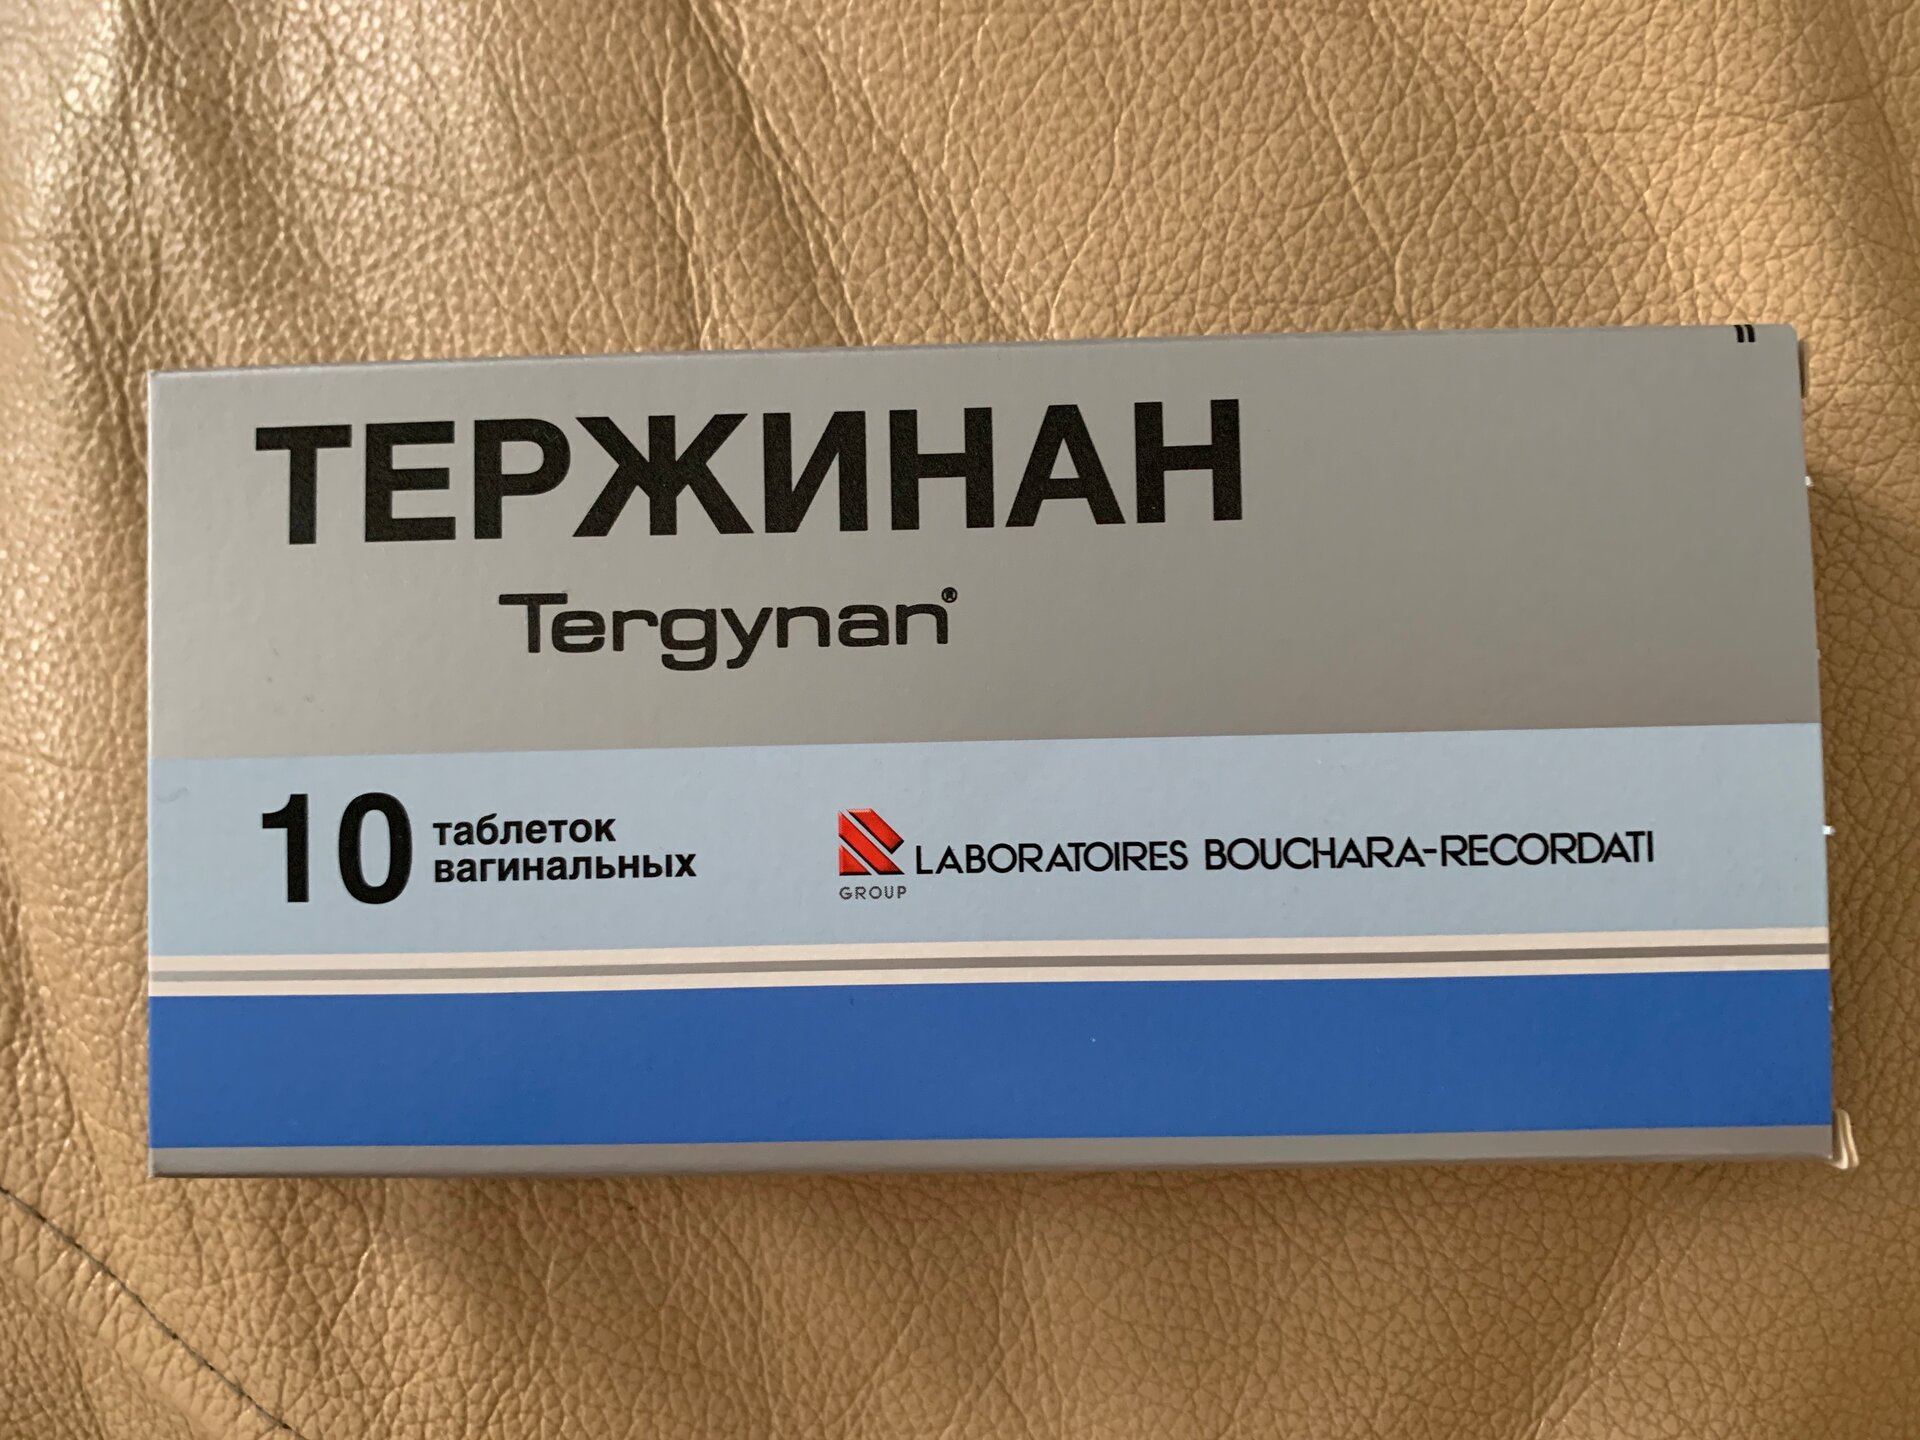 ТЕРЖИНАН
Tergynan®
10 таблеток
вагинальных
LABORATOIRES BOUCHARA-RECORDATI
GROUP